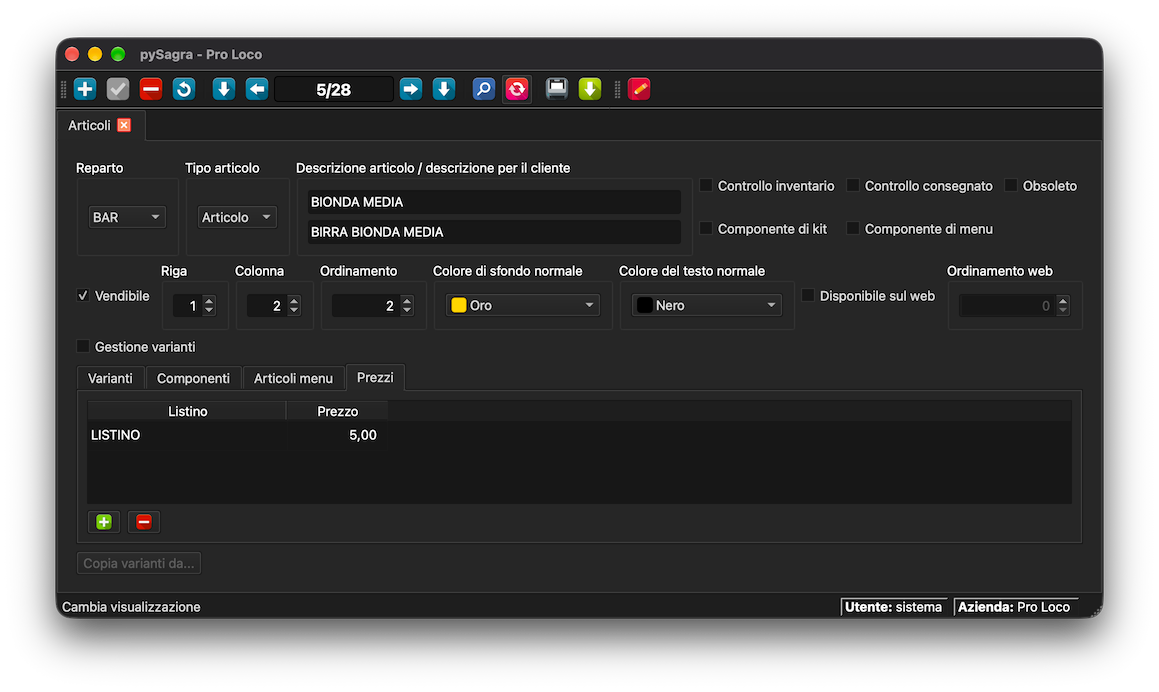 pySagra - Pro Loco
5/28
Articoli
Reparto
Tipo articolo
Descrizione articolo / descrizione per il cliente
BAR
Articolo
BIONDA MEDIA
BIRRA BIONDA MEDIA
Controllo inventario
Controllo consegnato
Obsoleto
Componente di kit
Componente di menu
Riga
Colonna
Ordinamento
Colore di sfondo normale
Colore del testo normale
Ordinamento web
Vendibile
1
2
2
Oro
Nero
Disponibile sul web
0
Gestione varianti
Varianti
Componenti
Articoli menu
Prezzi
Listino
Prezzo
LISTINO
5,00
Copia varianti da...
Cambia visualizzazione
Utente: sistema
Azienda: Pro Loco